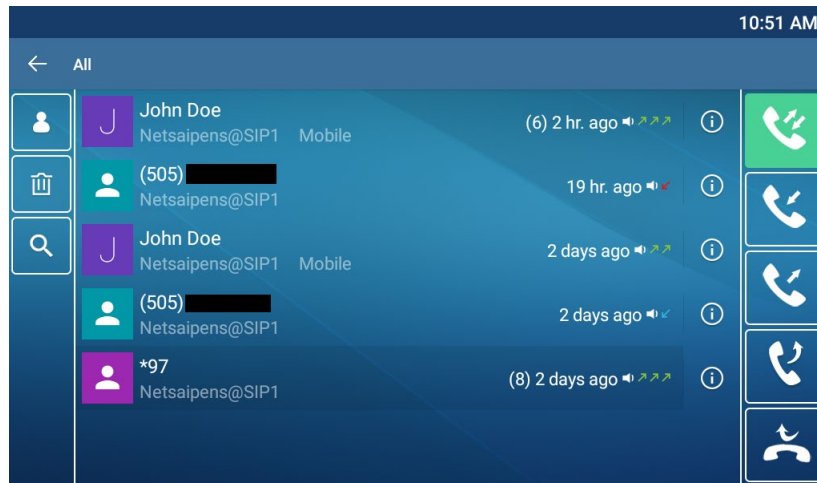 10:51 AM
All
John Doe
Netsaipens@SIP1 Mobile
(6) 2 hr. ago
(505)
Netsaipens@SIP1
19 hr. ago
John Doe
Netsaipens@SIP1 Mobile
2 days ago
(505)
Netsaipens@SIP1
2 days ago
*97
Netsaipens@SIP1
(8) 2 days ago